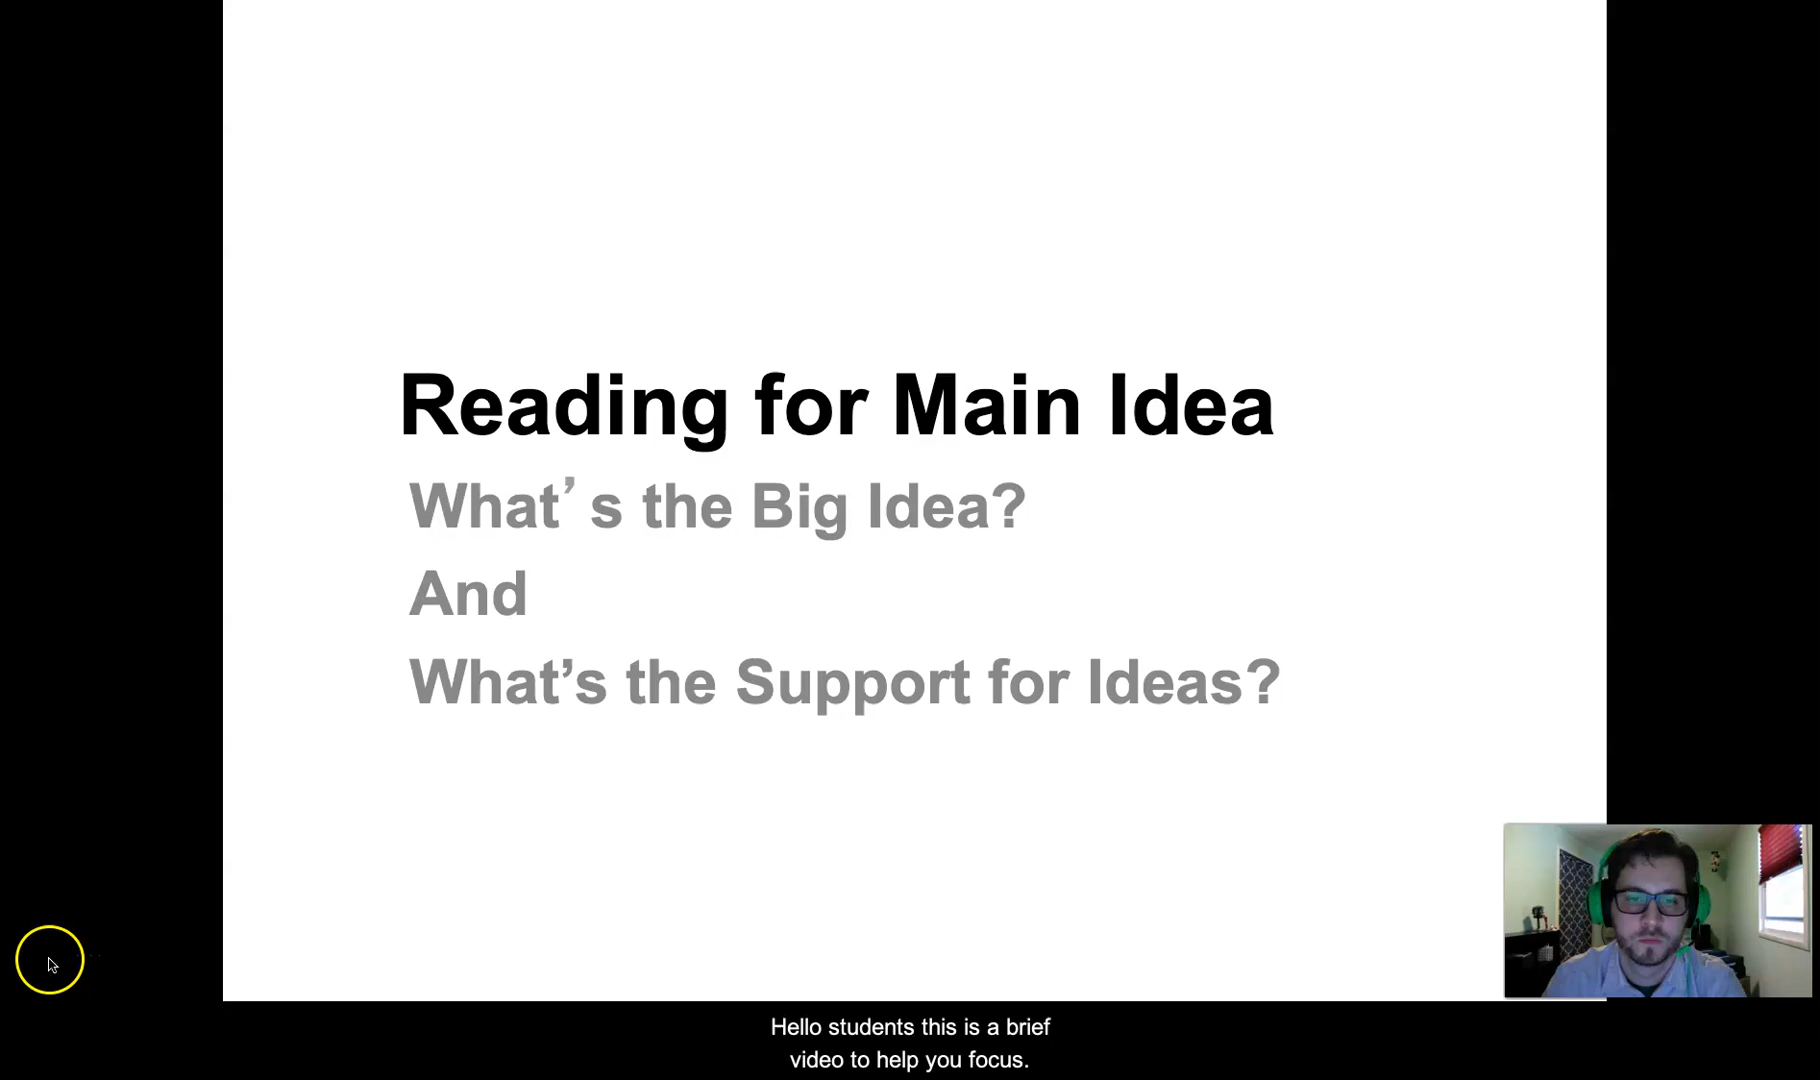 Reading for Main Idea
What’s the Big Idea?
And
What’s the Support for Ideas?
Hello students this is a brief
video to help you focus.